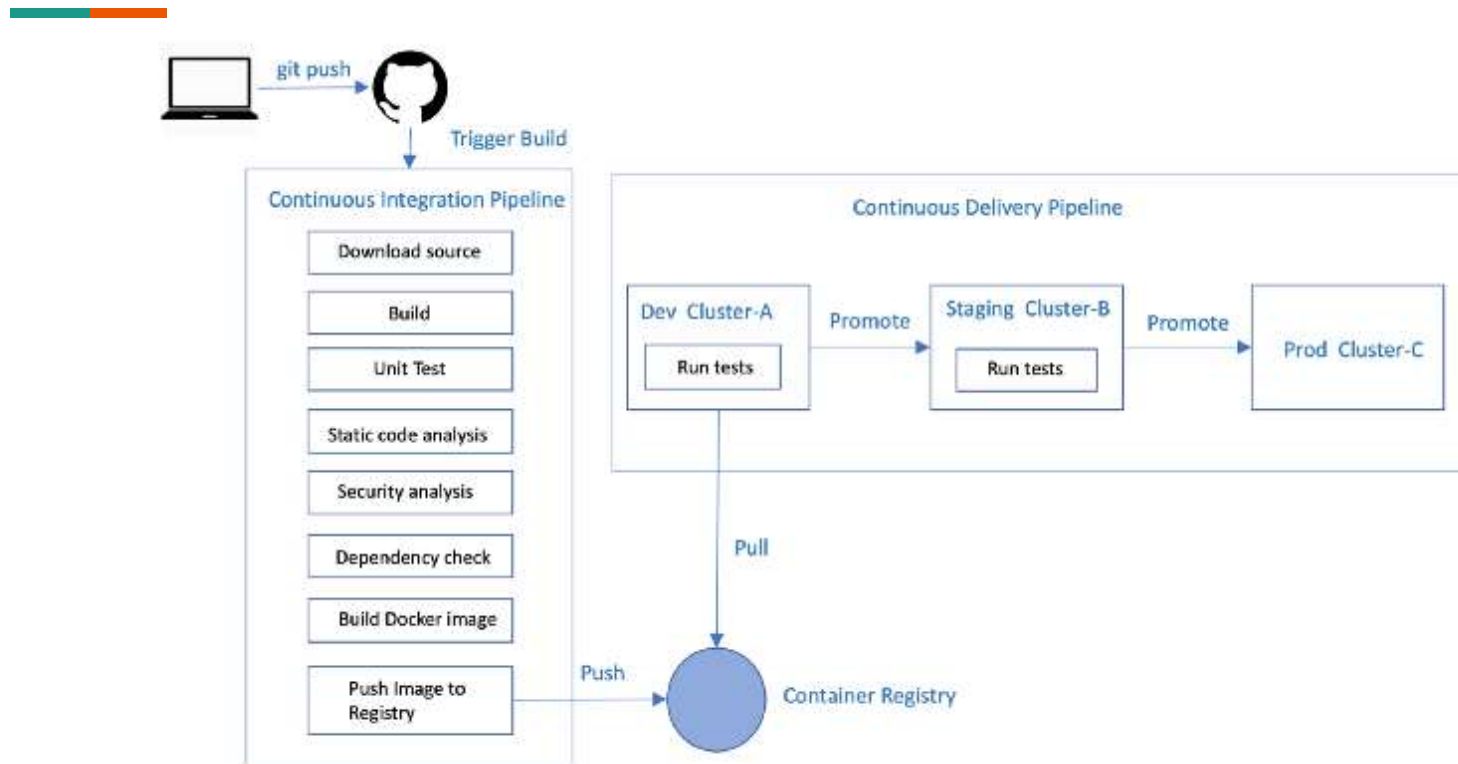 git push
Trigger Build
Continuous Integration Pipeline
Download source
Build
Unit Test
Static code analysis
Security analysis
Dependency check
Build Docker image
Push Image to
Registry
Push
Continuous Delivery Pipeline
Dev Cluster-A
Run tests
Promote
Staging Cluster-B
Run tests
Promote
Prod Cluster-C
Pull
Container Registry